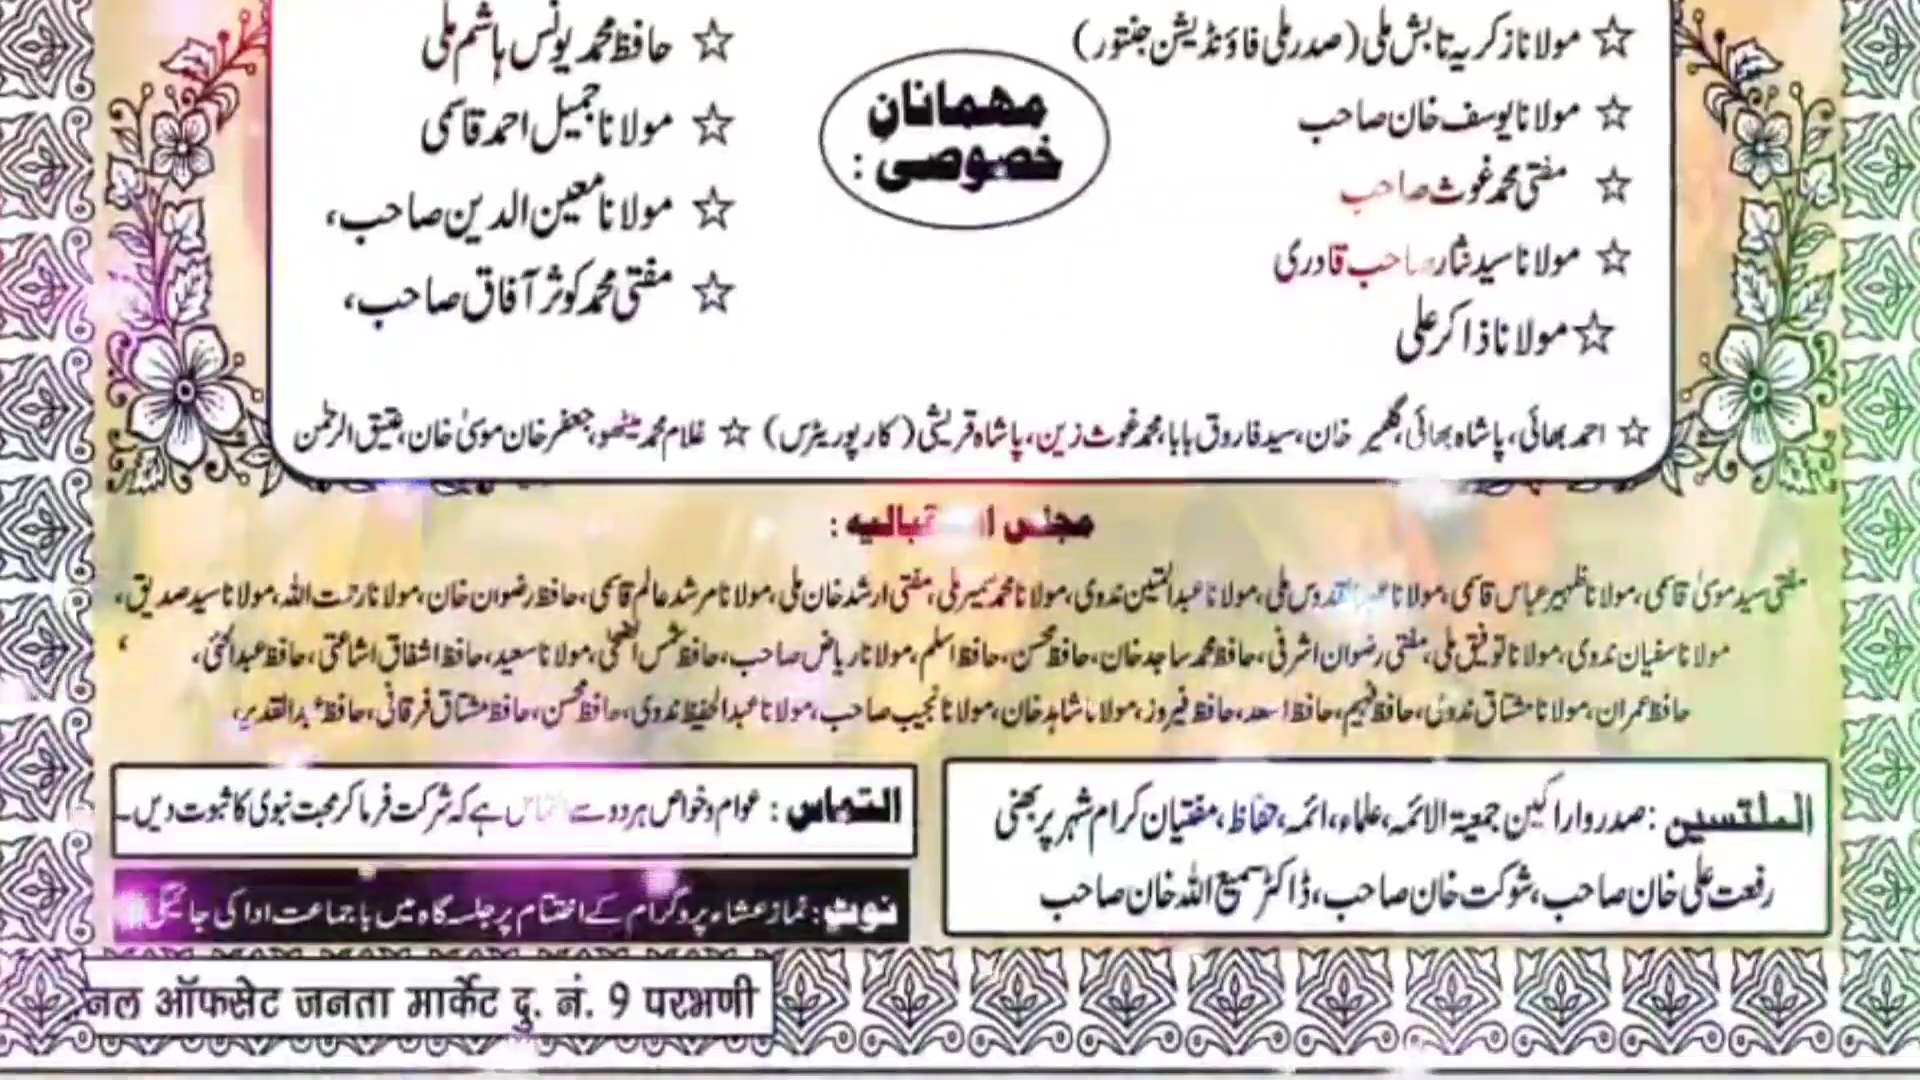 ☆ مولانا زکریہ تابش ملی (صدر ملی فاؤنڈیشن جنتور)
☆ مولانا یوسف خان صاحب
☆ مفتی محمد غوث صاحب
☆ مولانا سید نثار صاحب قادری
☆ مولانا ذاکر علی
مهمانان
خصوصی :
☆ حافظ محمد یونس ہاشم ملی
☆ مولانا جمیل احمد قاسمی
☆ مولانا معین الدین صاحب،
☆ مفتی محمد کوثر آفاق صاحب،
☆ احمد بھائی، پاشاہ بھائی، خان، سید فاروق بابا، محمد غوث زین، پاشاہ قریشی (کارپوریٹرس) ☆ غلام محمد میٹھو، جعفر خان موسیٰ خان، عتیق الرحمٰن
مجلس استقبالیہ :
مفتی سید موسیٰ قاسمی، مولانا ظہیر عباس قاسمی، مولانا عبدالقدوس ملی، مولانا عبدالمتین ندوی، مولانا محمد سمیر ملی، مفتی ارشد خان ملی، مولانا مرشد عالم قاسمی، حافظ رضوان خان، مولانا رحمت اللہ، مولانا سید صدیق،
مولانا سفیان ندوی، مولانا توفیق ملی، مفتی رضوان اشرفی، حافظ محمد ساجد خان، حافظ محسن، حافظ اسلم، مولانا ریاض صاحب، حافظ شمس الضحیٰ، مولانا سعید، حافظ اشفاق اشاعتی، حافظ عبدالحئی،
حافظ عمران، مولانا مشتاق ندوی، حافظ فہیم، حافظ اسعد، حافظ فیروز، مولانا شاہد خان، مولانا نجیب صاحب، مولانا عبدالحفیظ ندوی، حافظ محسن، حافظ مشتاق فرقانی، حافظ عبدالقدیر،
الملتسین : صدر و اراکین جمعیۃ الائمہ، علماء، ائمہ، حفاظ، مفتیان کرام شہر پربھنی
رفعت علی خان صاحب، شوکت خان صاحب، ڈاکٹر سمیع اللہ خان صاحب
التماس : عوام و خواص ہر دو سے التماس ہے کہ شرکت فرما کر محبت نبوی کا ثبوت دیں۔
نوٹ : نماز عشاء پروگرام کے اختتام پر جلسہ گاہ میں باجماعت ادا کی جائیگی
नल ऑफसेट जनता मार्केट दु. नं. 9 परभणी